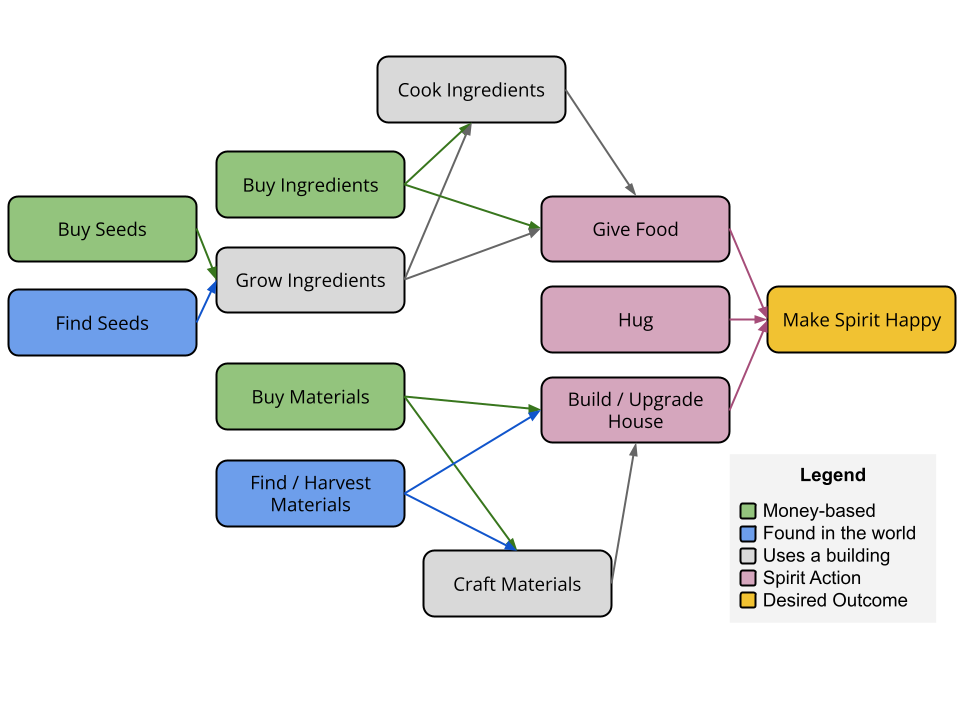 Cook Ingredients
Buy Ingredients
Buy Seeds
Give Food
Grow Ingredients
Find Seeds
Hug
Make Spirit Happy
Buy Materials
Build / Upgrade
House
Find / Harvest
Materials
Craft Materials
Legend
Money-based
Found in the world
Uses a building
Spirit Action
Desired Outcome